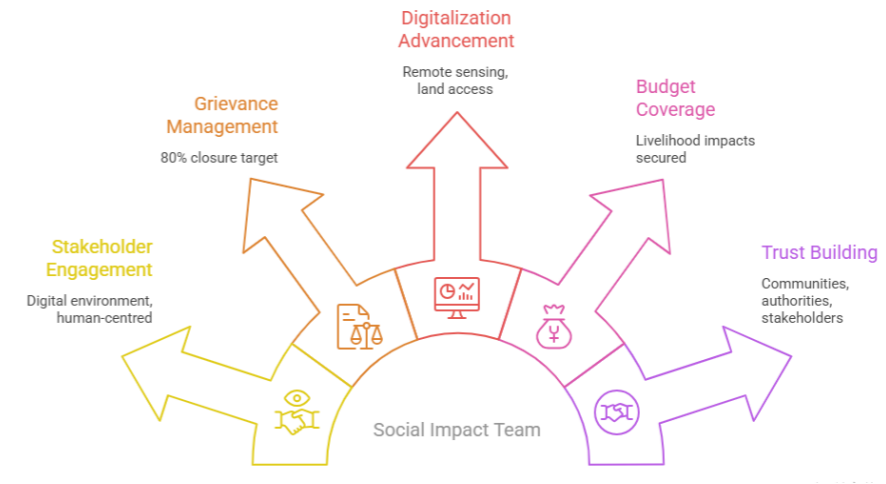 Digitalization
Advancement
Remote sensing,
land access
Budget
Coverage
Livelihood impacts
secured
Grievance
Management
80% closure target
Stakeholder
Engagement
Digital environment,
human-centred
Trust Building
Communities,
authorities,
stakeholders
Social Impact Team
¥